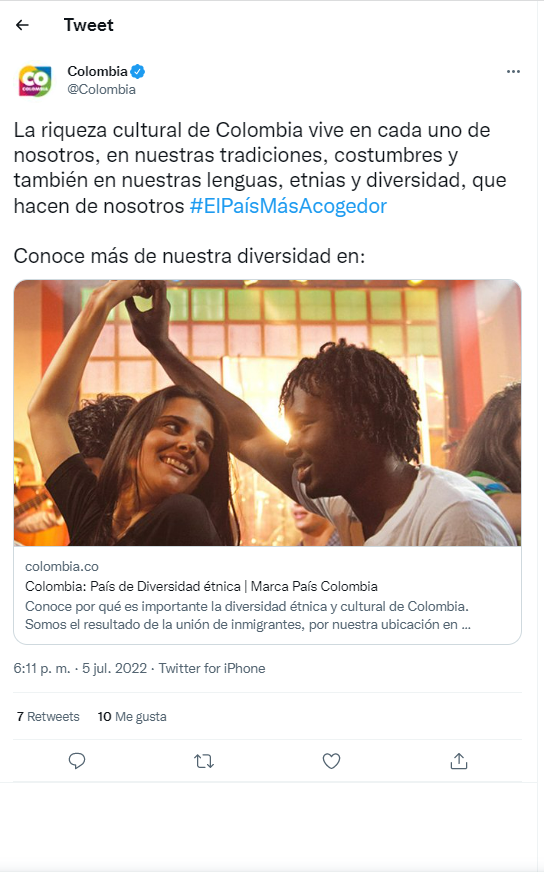 Tweet
Colombia
@Colombia
CO
COLOMBIA
La riqueza cultural de Colombia vive en cada uno de
nosotros, en nuestras tradiciones, costumbres y
también en nuestras lenguas, etnias y diversidad, que
hacen de nosotros #ElPaísMásAcogedor
Conoce más de nuestra diversidad en:
colombia.co
Colombia: País de Diversidad étnica | Marca País Colombia
Conoce por qué es importante la diversidad étnica y cultural de Colombia.
Somos el resultado de la unión de inmigrantes, por nuestra ubicación en ...
6:11 p. m. · 5 jul. 2022 · Twitter for iPhone
7 Retweets 10 Me gusta